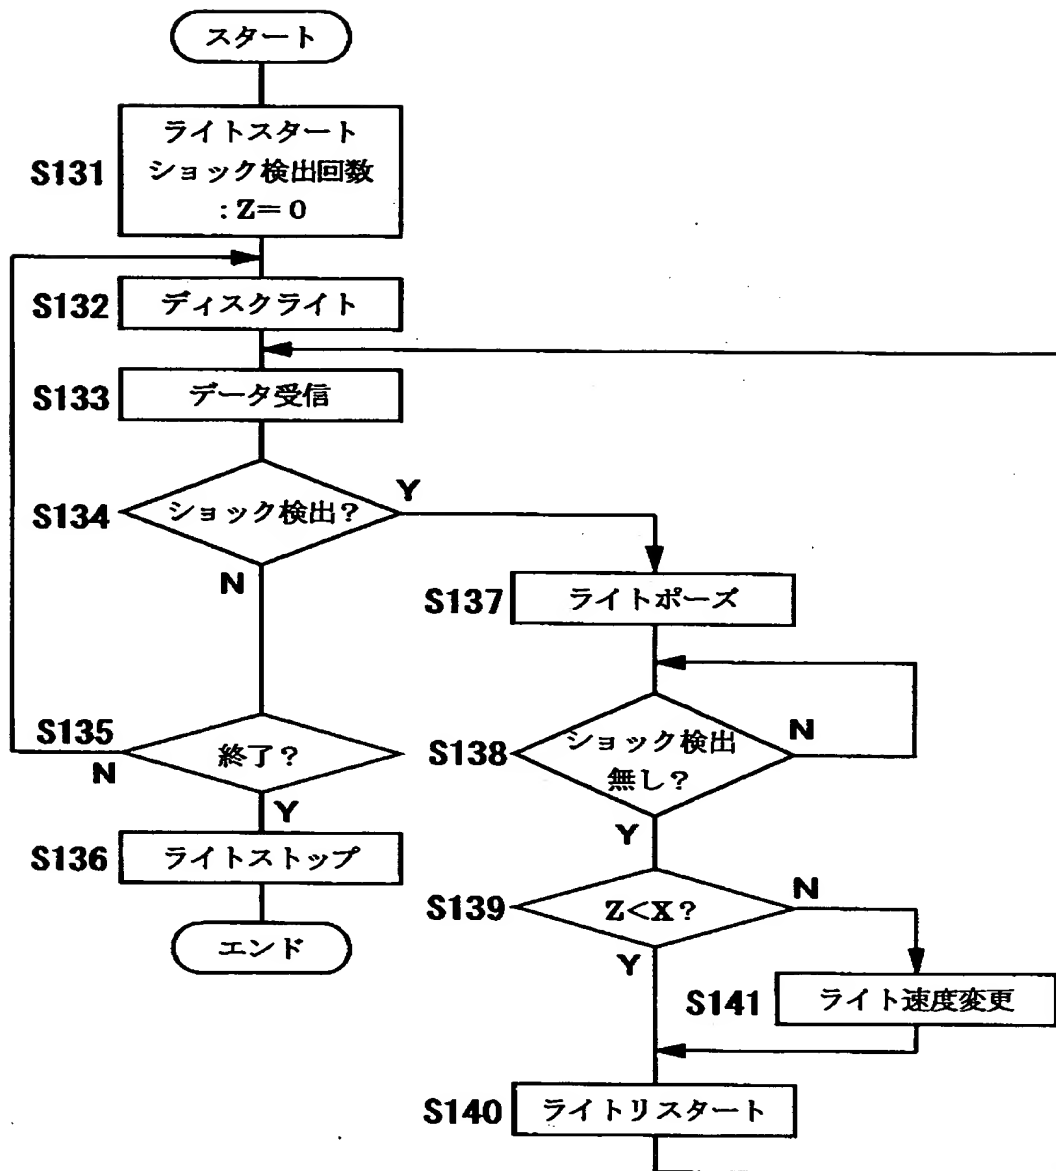 スタート
ライトスタート
S131
ショック検出回数
:Z=0
S132
ディスクライト
S133
データ受信
S134
ショック検出?
Y
N
S137
ライトポーズ
S135
終了?
N
Y
S138
ショック検出
無し?
N
Y
S136
ライトストップ
エンド
S139
Z<X?
N
Y
S141
ライト速度変更
S140
ライトリスタート